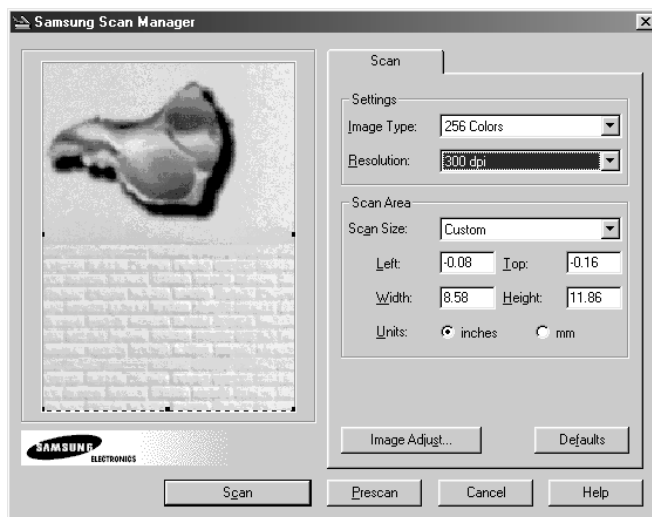 Samsung Scan Manager
Scan
Settings
Image Type: 256 Colors
Resolution: 300 dpi
Scan Area
Scan Size: Custom
Left: -0.08 Top: -0.16
Width: 8.58 Height: 11.86
Units: inches mm
Image Adjust... Defaults
SAMSUNG
ELECTRONICS
Scan Prescan Cancel Help